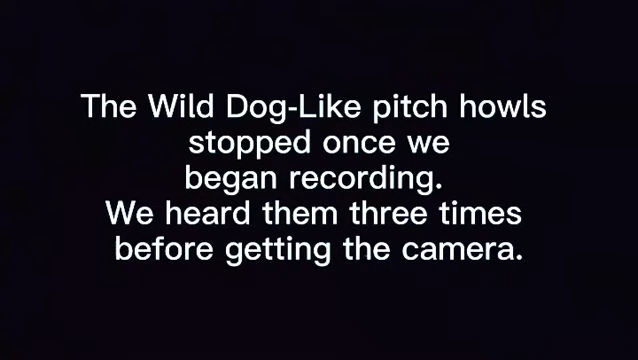 The Wild Dog-Like pitch howls
stopped once we
began recording.
We heard them three times
before getting the camera.